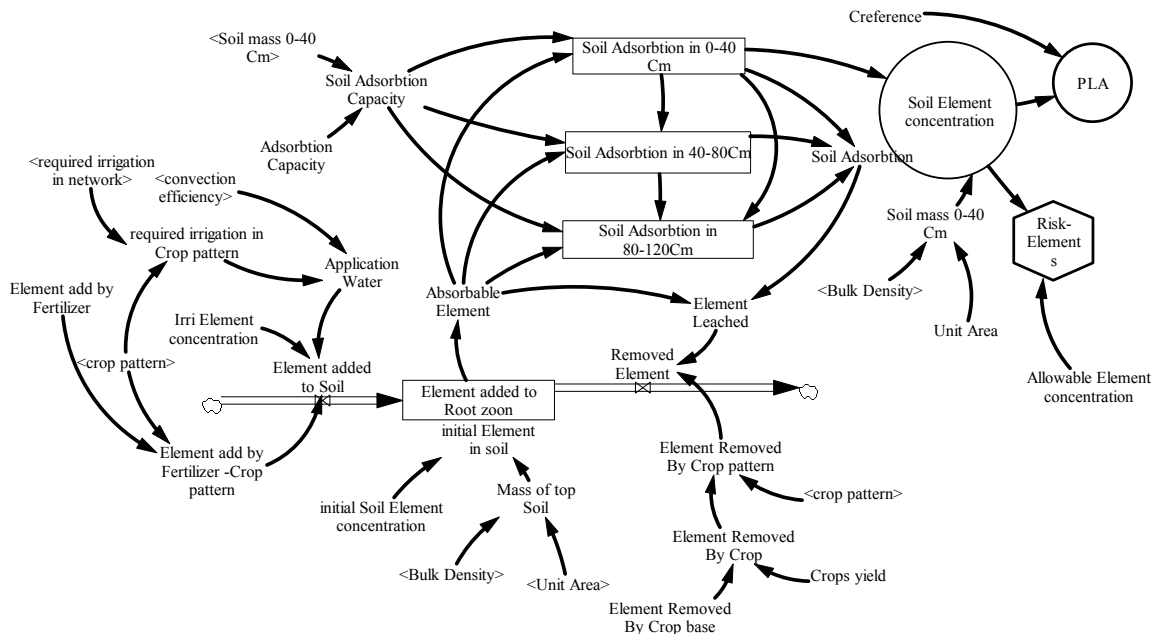 Creference
<Soil mass 0-40
Cm>
Soil Adsorbtion in 0-40
Cm
PLA
Soil Adsorbtion
Capacity
Soil Element
concentration
Adsorbtion
Capacity
Soil Adsorbtion in 40-80Cm
Soil Adsorbtion
<required irrigation
in network>
<convection
efficiency>
required irrigation in
Crop pattern
Soil Adsorbtion in
80-120Cm
Soil mass 0-40
Cm
Risk-
Element
s
Application
Water
Element add by
Fertilizer
Absorbable
Element
Element
Leached
<Bulk Density>
Unit Area
Irri Element
concentration
<crop pattern>
Element added
to Soil
Removed
Element
Allowable Element
concentration
Element added to
Root zoon
initial Element
in soil
Element add by
Fertilizer -Crop
pattern
Element Removed
By Crop pattern
initial Soil Element
concentration
Mass of top
Soil
<crop pattern>
Element Removed
By Crop
<Bulk Density>
<Unit Area>
Crops yield
Element Removed
By Crop base